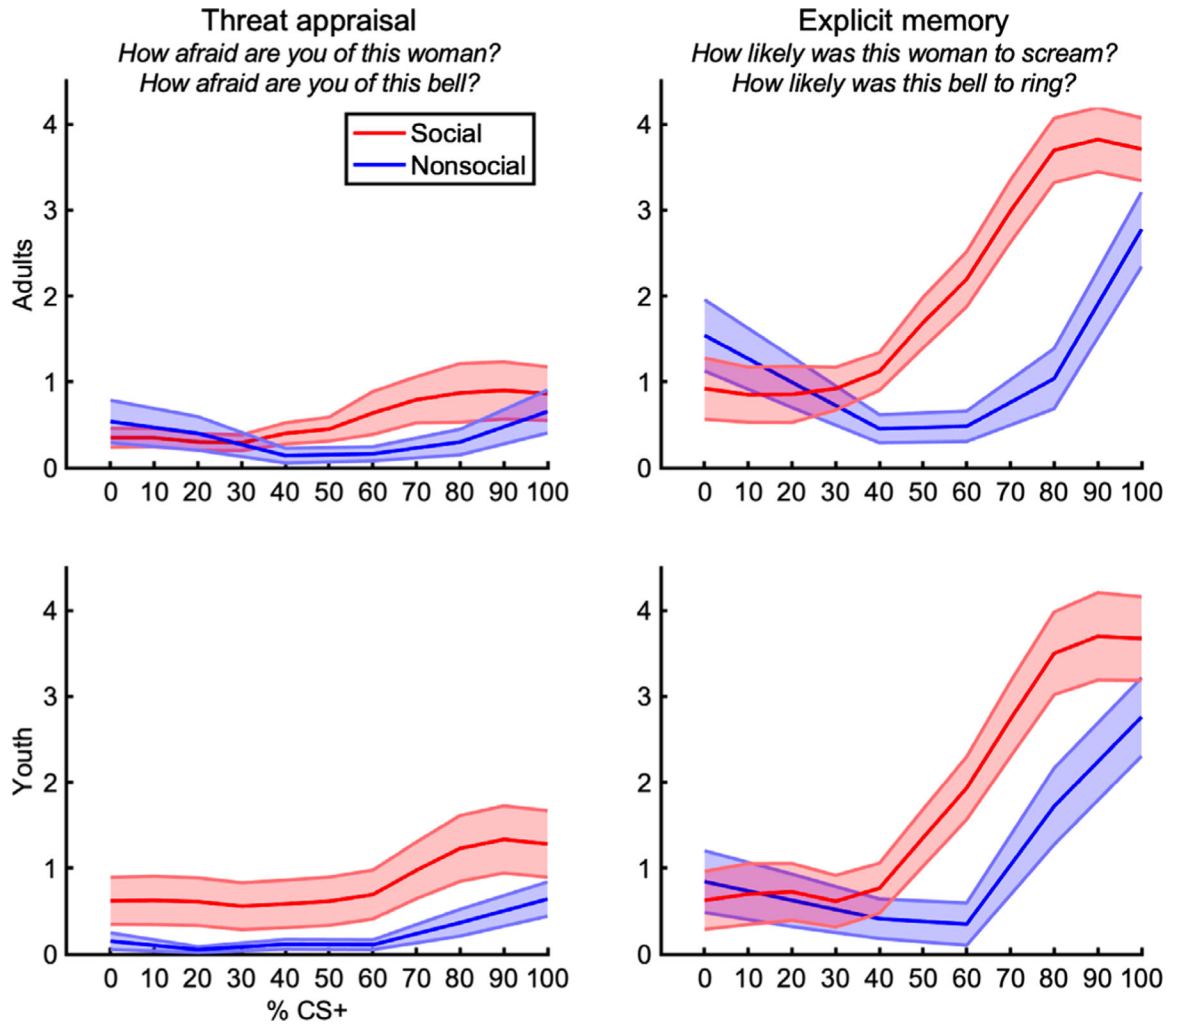 Threat appraisal
How afraid are you of this woman?
How afraid are you of this bell?
Explicit memory
How likely was this woman to scream?
How likely was this bell to ring?
Social
Nonsocial
Adults
4
3
2
1
0
0 10 20 30 40 50 60 70 80 90 100
4
3
2
1
0
0 10 20 30 40 50 60 70 80 90 100
Youth
4
3
2
1
0
0 10 20 30 40 50 60 70 80 90 100
% CS+
4
3
2
1
0
0 10 20 30 40 50 60 70 80 90 100